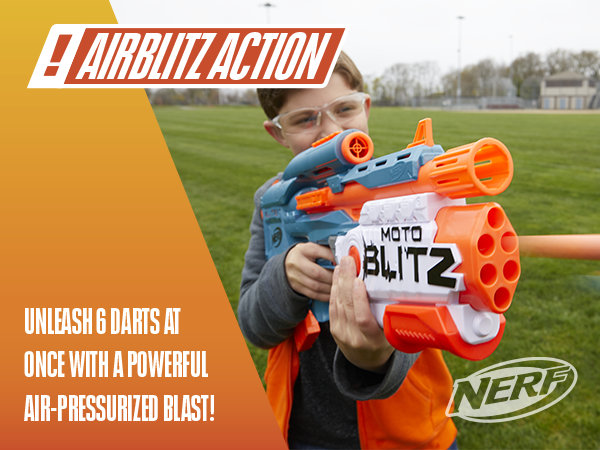 ! AIRBLITZ ACTION
MOTO
BLITZ
UNLEASH 6 DARTS AT
ONCE WITH A POWERFUL
AIR-PRESSURIZED BLAST!
NERF